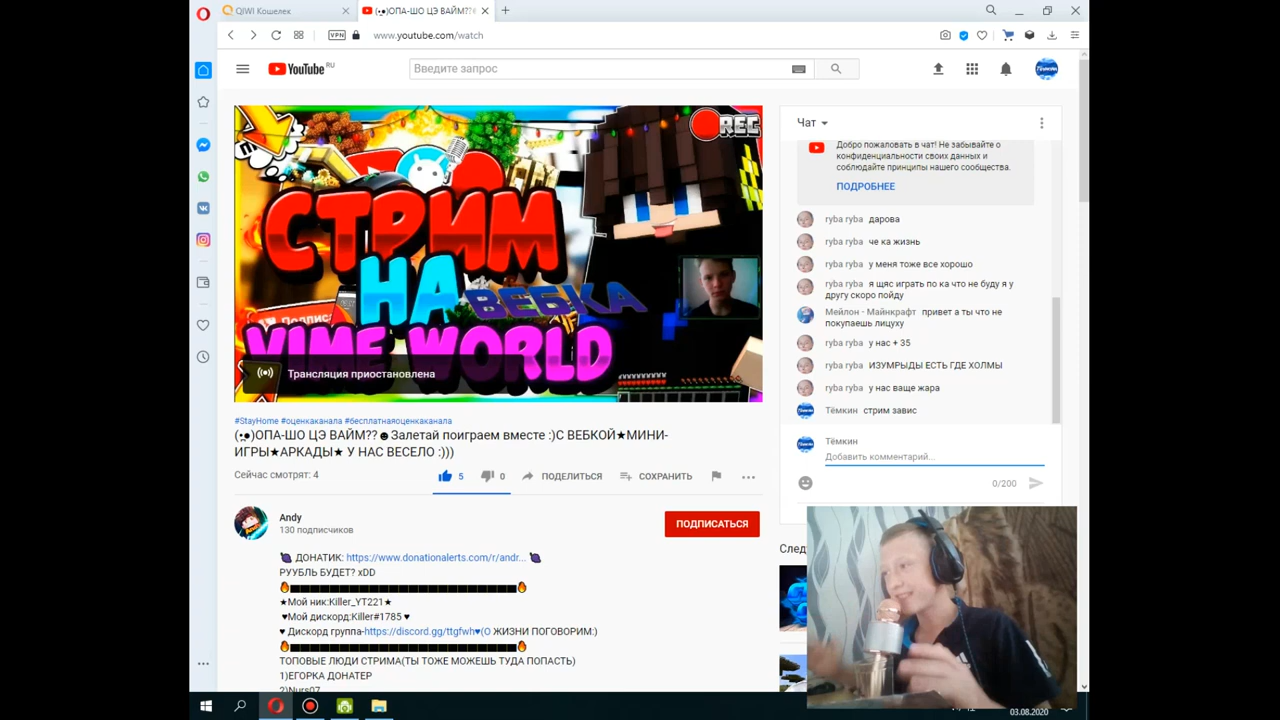 QIWI Кошелек
(•̪●)ОПА-ШО ЦЭ ВАЙМ??
VPN
www.youtube.com/watch
YouTube RU
Введите запрос
REC
СТРИМ
НА ВЕБКА
VIME WORLD
Трансляция приостановлена
Чат
Добро пожаловать в чат! Не забывайте о
конфиденциальности своих данных и
соблюдайте принципы нашего сообщества.
ПОДРОБНЕЕ
ryba ryba дарова
ryba ryba че ка жизнь
ryba ryba у меня тоже все хорошо
ryba ryba я щяс играть по ка что не буду я у
другу скоро пойду
Мейлон - Майнкрафт привет а ты что не
покупаешь лицуху
ryba ryba у нас + 35
ryba ryba ИЗУМРЫДЫ ЕСТЬ ГДЕ ХОЛМЫ
ryba ryba у нас ваще жара
Тёмкин стрим завис
Тёмкин
Добавить комментарий...
0/200
#StayHome #оценкаканала #бесплатнаяоценкаканала
(•̪●)ОПА-ШО ЦЭ ВАЙМ??☻Залетай поиграем вместе :)С ВЕБКОЙ★МИНИ-
ИГРЫ★АРКАДЫ★ У НАС ВЕСЕЛО :)))
Сейчас смотрят: 4
5
0
ПОДЕЛИТЬСЯ
СОХРАНИТЬ
Andy
130 подписчиков
ПОДПИСАТЬСЯ
ДОНАТИК: https://www.donationalerts.com/r/andr...
РУУБЛЬ БУДЕТ? xDD
★Мой ник:Killer_YT221★
♥Мой дискорд:Killer#1785 ♥
♥ Дискорд группа-https://discord.gg/ttgfwh♥(О ЖИЗНИ ПОГОВОРИМ:)
ТОПОВЫЕ ЛЮДИ СТРИМА(ТЫ ТОЖЕ МОЖЕШЬ ТУДА ПОПАСТЬ)
1)ЕГОРКА ДОНАТЕР
2)Nurs07
03.08.2020